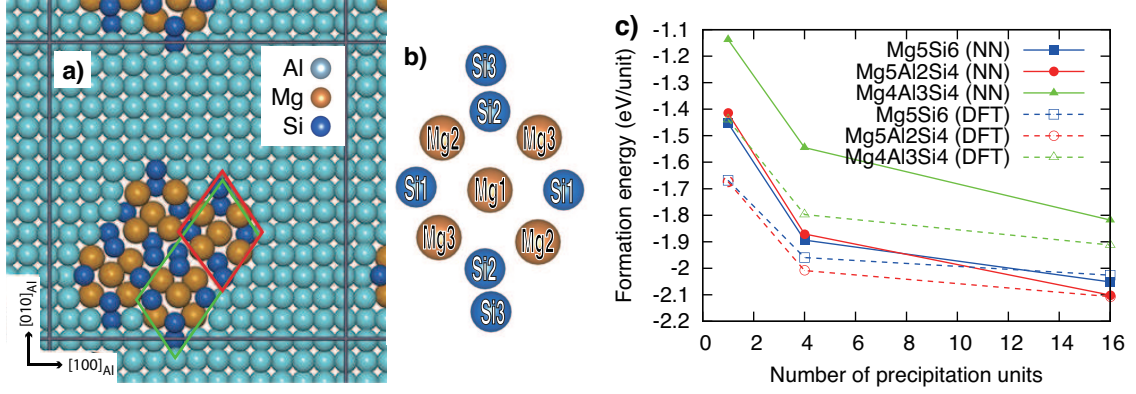 a)
Al
Mg
Si
[010]Al
[100]Al
b)
Si3
Si2
Mg2
Mg3
Si1
Mg1
Si1
Mg3
Mg2
Si2
Si3
c)
Formation energy (eV/unit)
-1.1
-1.2
-1.3
-1.4
-1.5
-1.6
-1.7
-1.8
-1.9
-2
-2.1
-2.2
Mg5Si6 (NN)
Mg5Al2Si4 (NN)
Mg4Al3Si4 (NN)
Mg5Si6 (DFT)
Mg5Al2Si4 (DFT)
Mg4Al3Si4 (DFT)
0 2 4 6 8 10 12 14 16
Number of precipitation units